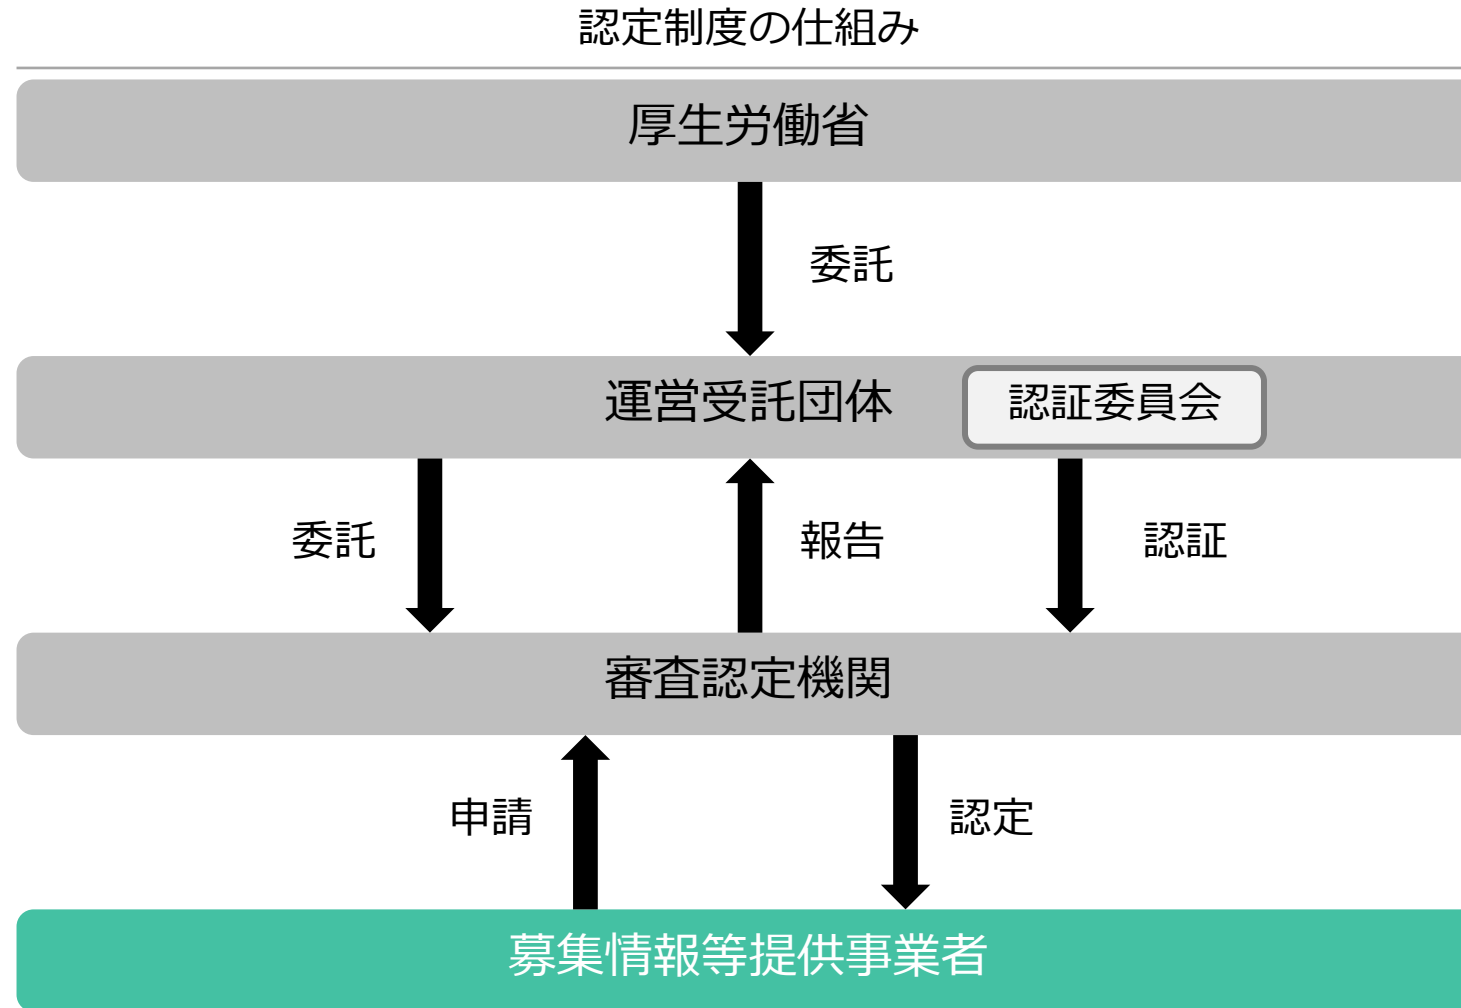 認定制度の仕組み
厚生労働省
委託
運営受託団体
認証委員会
委託
報告
認証
審査認定機関
申請
認定
募集情報等提供事業者